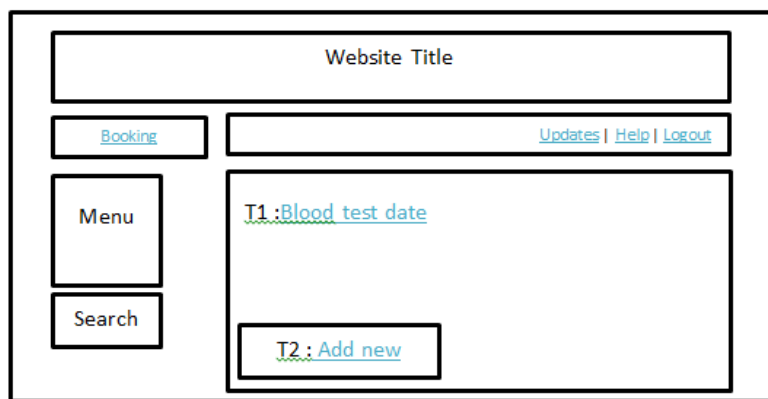 Website Title
Booking
Updates | Help | Logout
Menu
T1 :Blood test date
Search
T2 : Add new